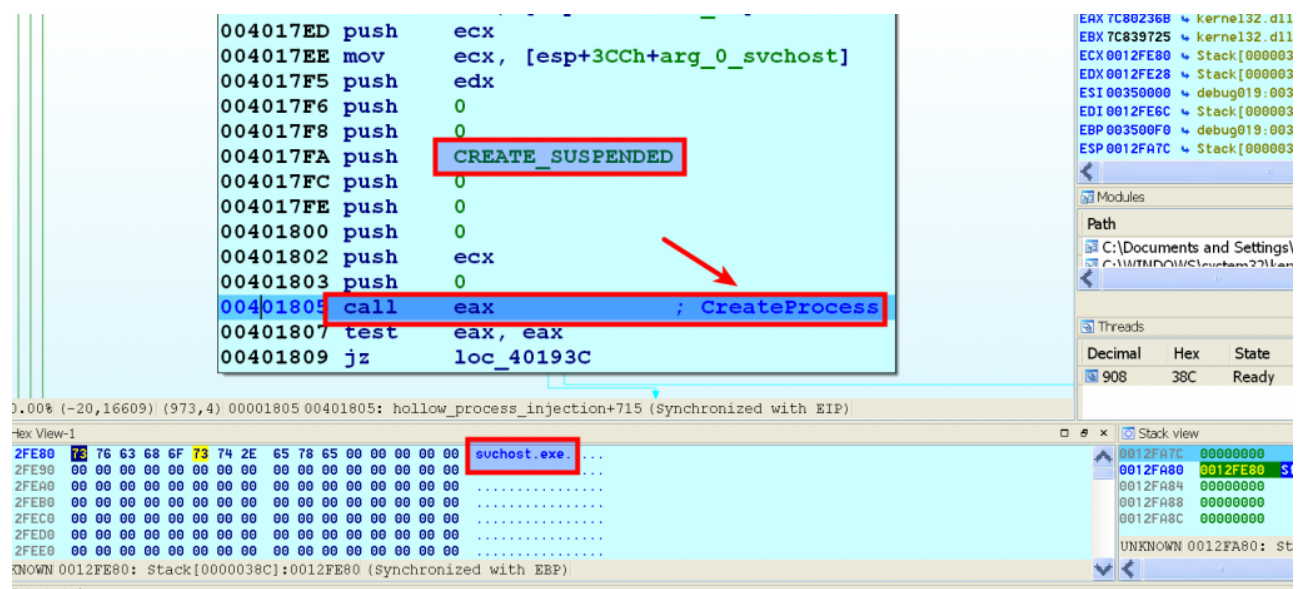 004017ED push ecx
004017EE mov ecx, [esp+3CCh+arg_0_svchost]
004017F5 push edx
004017F6 push 0
004017F8 push 0
004017FA push CREATE_SUSPENDED
004017FC push 0
004017FE push 0
00401800 push 0
00401802 push ecx
00401803 push 0
00401805 call eax ; CreateProcess
00401807 test eax, eax
00401809 jz loc_40193C
EAX 7C80236B kernel32.dll
EBX 7C839725 kernel32.dll
ECX 0012FE80 Stack[000003
EDX 0012FE28 Stack[000003
ESI 00350000 debug019:003
EDI 0012FE6C Stack[000003
EBP 003500F0 debug019:003
ESP 0012FA7C Stack[000003
Modules
Path
C:\Documents and Settings\
C:\WINDOWS\system32\ker
Threads
Decimal Hex State
908 38C Ready
0.00% (-20,16609) (973,4) 00001805 00401805: hollow_process_injection+715 (Synchronized with EIP)
Hex View-1
2FE80 73 76 63 68 6F 73 74 2E 65 78 65 00 00 00 00 00 svchost.exe.....
2FE90 00 00 00 00 00 00 00 00 00 00 00 00 00 00 00 00 ................
2FEA0 00 00 00 00 00 00 00 00 00 00 00 00 00 00 00 00 ................
2FEB0 00 00 00 00 00 00 00 00 00 00 00 00 00 00 00 00 ................
2FEC0 00 00 00 00 00 00 00 00 00 00 00 00 00 00 00 00 ................
2FED0 00 00 00 00 00 00 00 00 00 00 00 00 00 00 00 00 ................
2FEE0 00 00 00 00 00 00 00 00 00 00 00 00 00 00 00 00 ................
KNOWN 0012FE80: Stack[0000038C]:0012FE80 (Synchronized with EBP)
Stack view
0012FA7C 00000000
0012FA80 0012FE80 St
0012FA84 00000000
0012FA88 00000000
0012FA8C 00000000
UNKNOWN 0012FA80: St